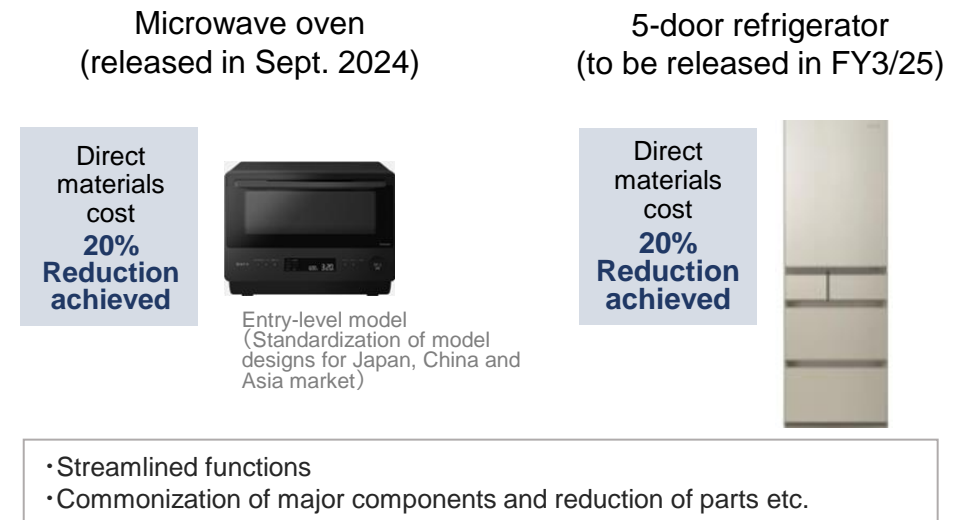 Microwave oven
(released in Sept. 2024)
Direct
materials
cost
20%
Reduction
achieved
Entry-level model
（Standardization of model
designs for Japan, China and
Asia market）
5-door refrigerator
(to be released in FY3/25)
Direct
materials
cost
20%
Reduction
achieved
・Streamlined functions
・Commonization of major components and reduction of parts etc.